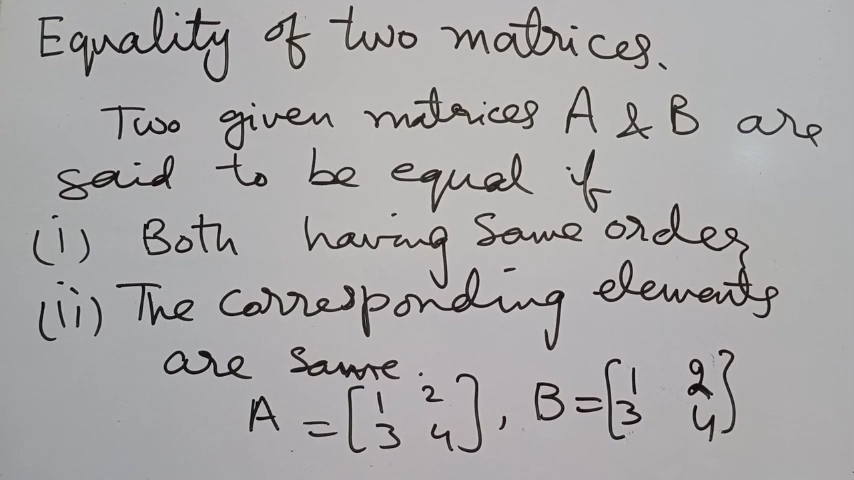 Equality of two matrices.
Two given matrices A & B are
said to be equal if
(i) Both having same order
(ii) The corresponding elements
are same.
A = [1 2
3 4], B = [1 2
3 4]